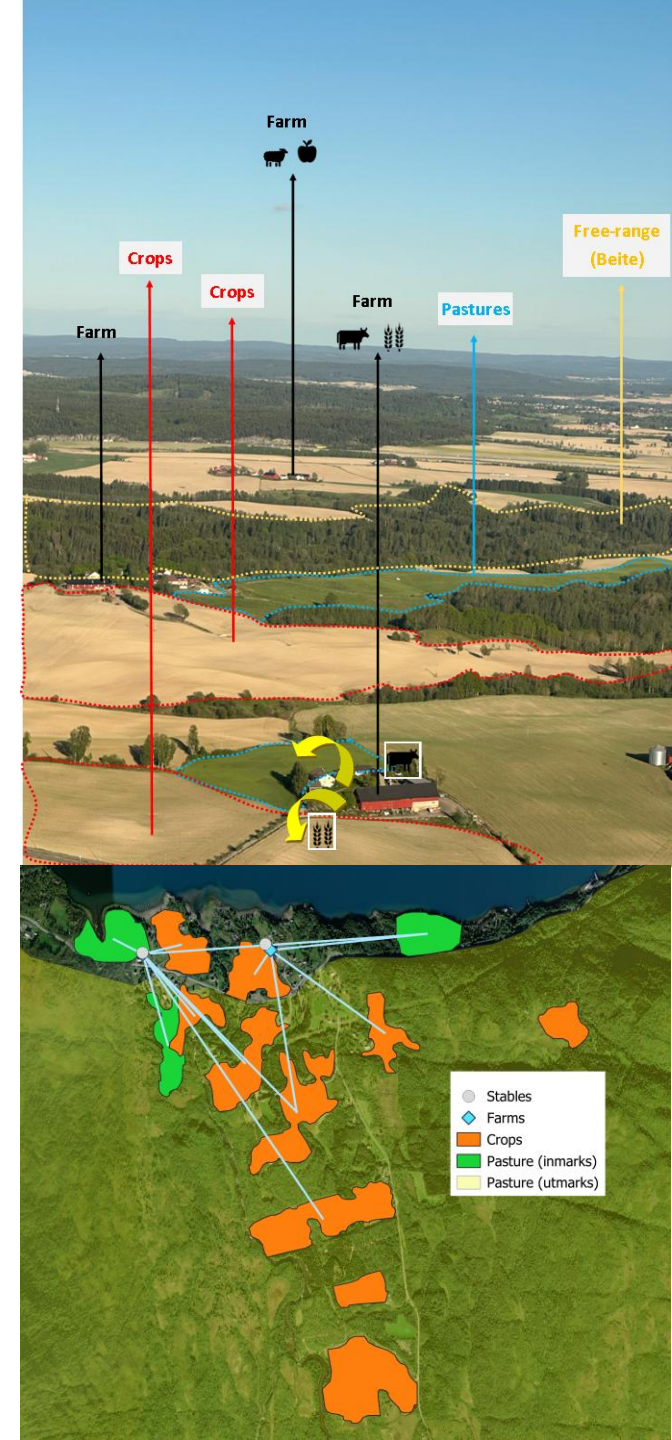 Farm
Free-range
(Beite)
Crops
Crops
Farm
Pastures
Farm
Stables
Farms
Crops
Pasture (inmarks)
Pasture (utmarks)